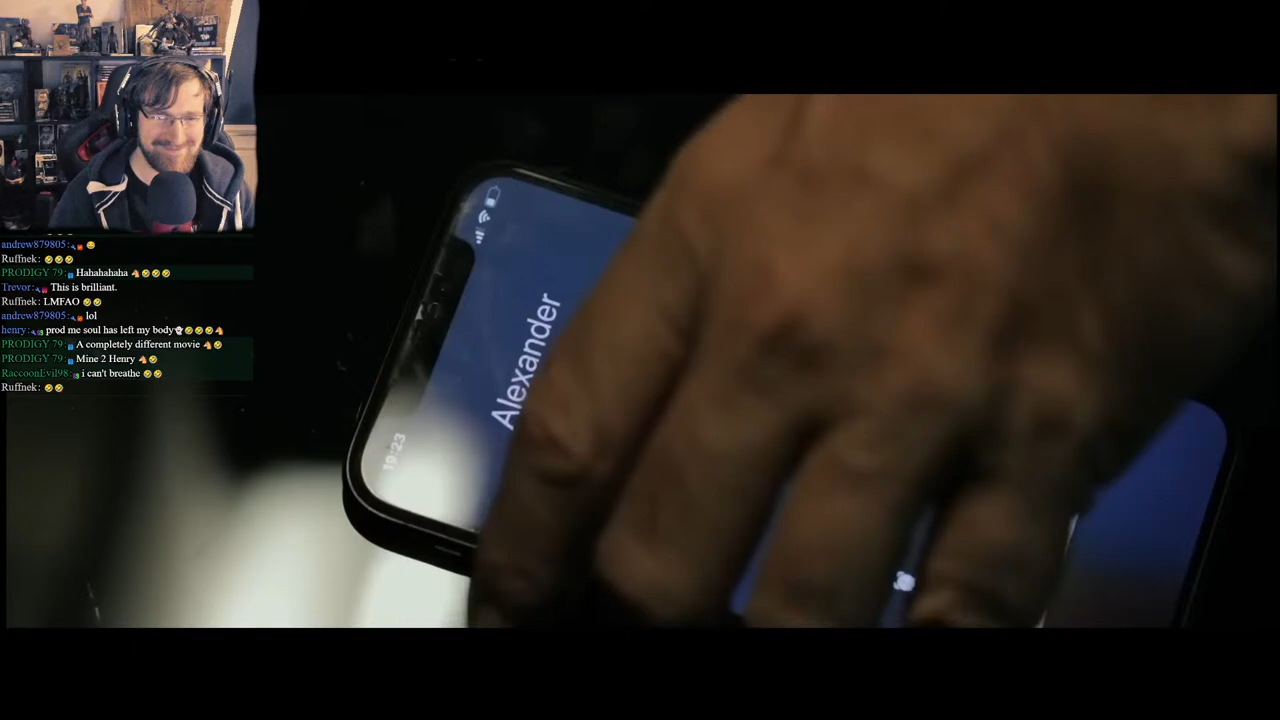 andrew879805: 😂
Ruffnek: 🤣🤣🤣
PRODIGY 79: Hahahahaha 🐴🤣🤣🤣
Trevor: This is brilliant.
Ruffnek: LMFAO 🤣🤣
andrew879805: lol
henry: prod me soul has left my body👻🤣🤣🤣🐴
PRODIGY 79: A completely different movie 🐴🤣
PRODIGY 79: Mine 2 Henry 🐴🤣
RaccoonEvil98: i can't breathe 🤣🤣
Ruffnek: 🤣🤣
Alexander
19:23